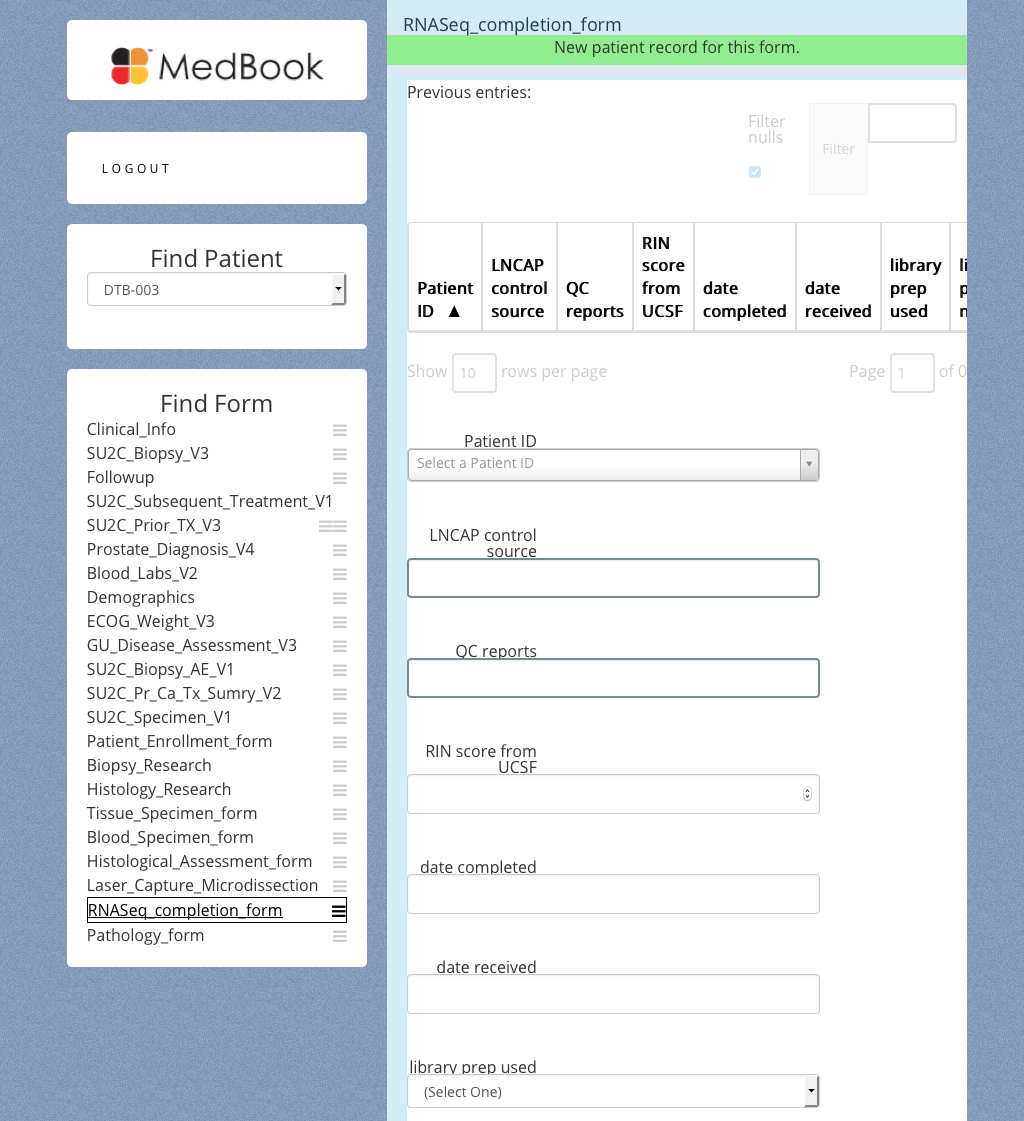 MedBook
LOGOUT
Find Patient
DTB-003
Find Form
Clinical_Info
SU2C_Biopsy_V3
Followup
SU2C_Subsequent_Treatment_V1
SU2C_Prior_TX_V3
Prostate_Diagnosis_V4
Blood_Labs_V2
Demographics
ECOG_Weight_V3
GU_Disease_Assessment_V3
SU2C_Biopsy_AE_V1
SU2C_Pr_Ca_Tx_Sumry_V2
SU2C_Specimen_V1
Patient_Enrollment_form
Biopsy_Research
Histology_Research
Tissue_Specimen_form
Blood_Specimen_form
Histological_Assessment_form
Laser_Capture_Microdissection
RNASeq_completion_form
Pathology_form
RNASeq_completion_form
New patient record for this form.
Previous entries:
Filter
nulls
Filter
Patient
ID ▲
LNCAP
control
source
QC
reports
RIN
score
from
UCSF
date
completed
date
received
library
prep
used
Show 10 rows per page
Page 1 of 0
Patient ID
Select a Patient ID
LNCAP control
source
QC reports
RIN score from
UCSF
date completed
date received
library prep used
(Select One)